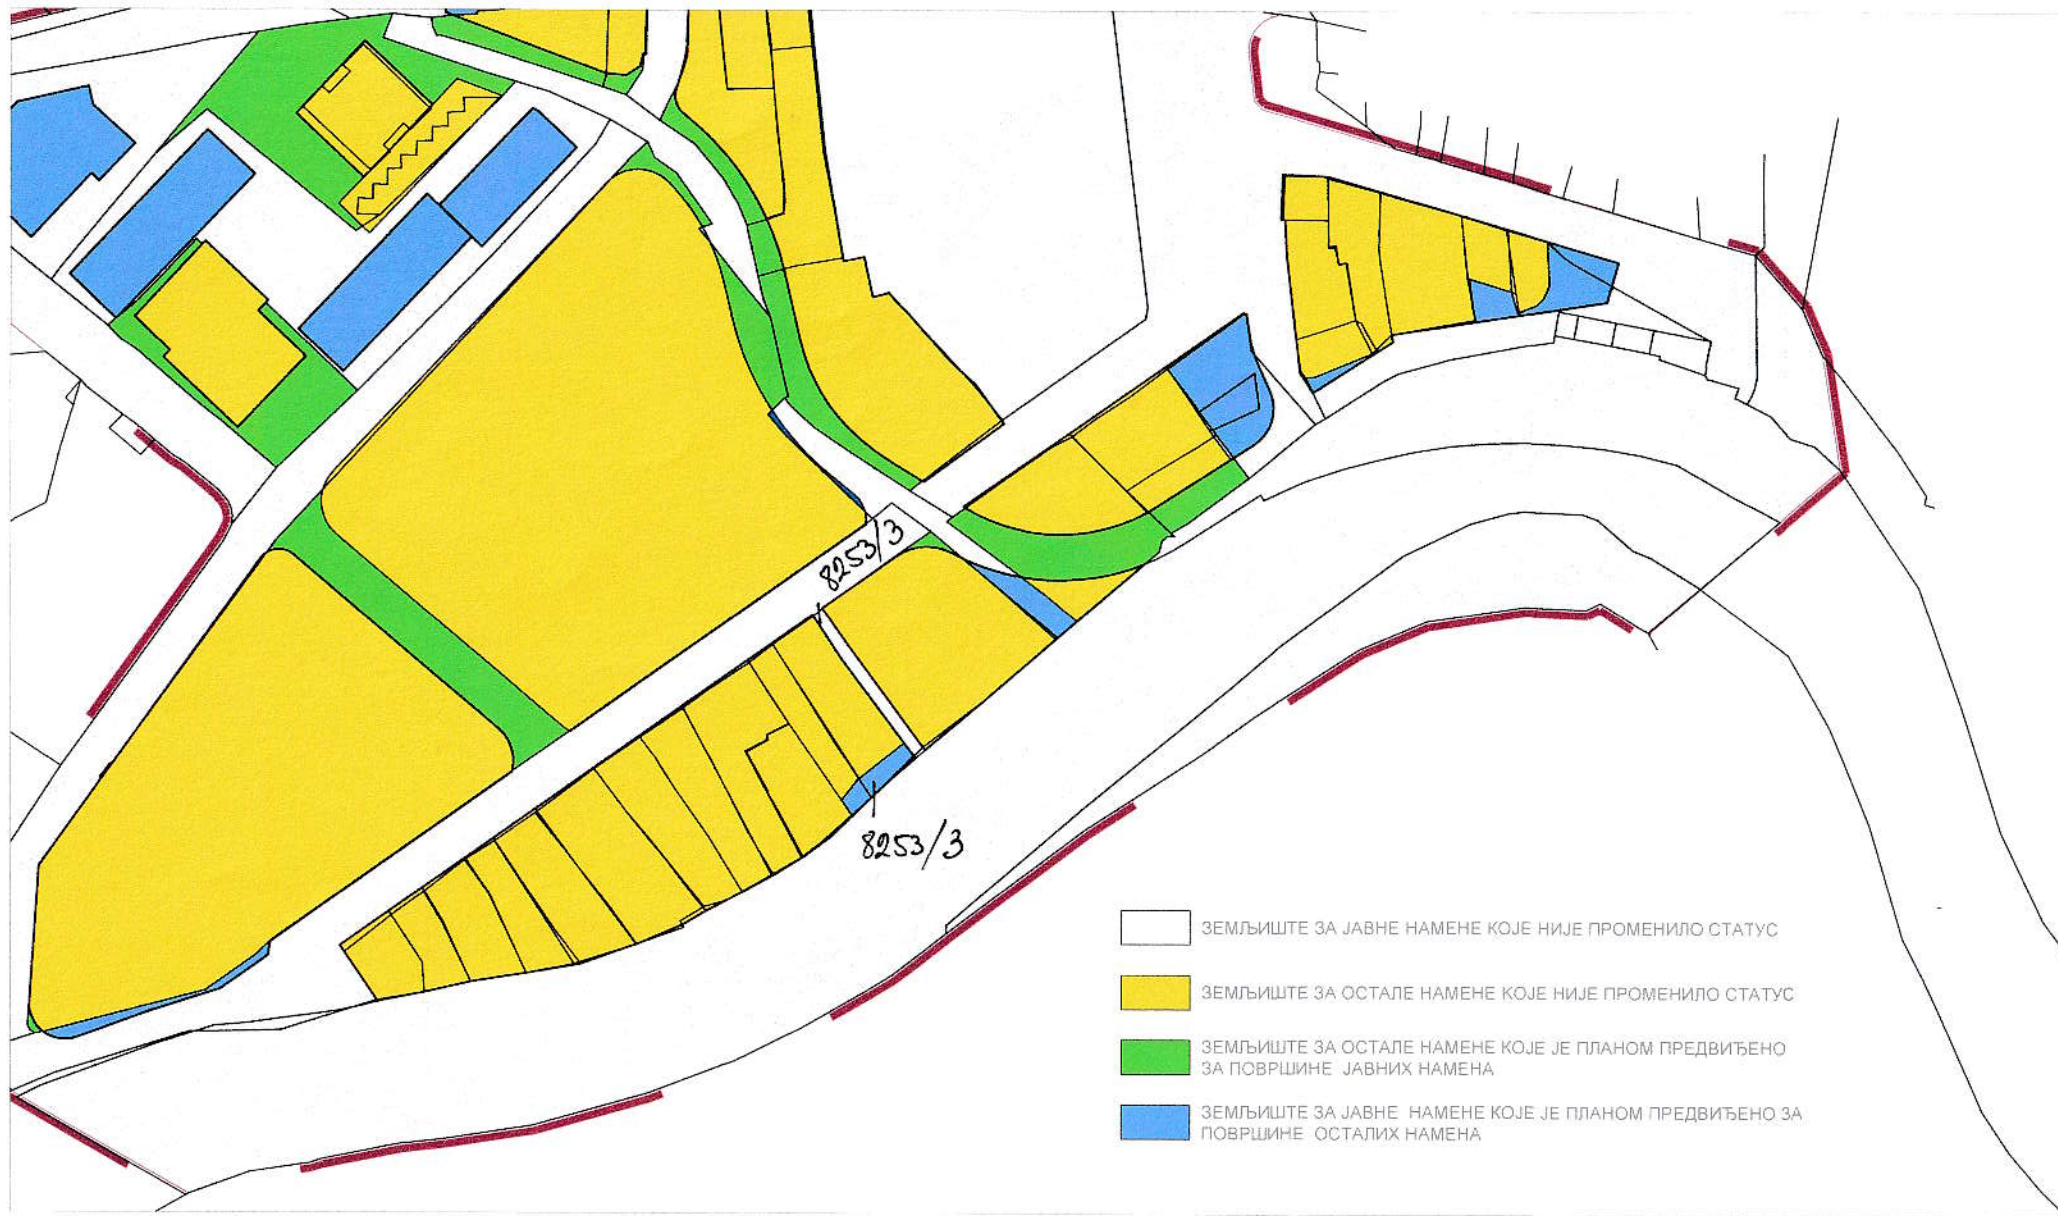 8253/3
8253/3
ЗЕМЉИШТЕ ЗА ЈАВНЕ НАМЕНЕ КОЈЕ НИЈЕ ПРОМЕНИЛО СТАТУС
ЗЕМЉИШТЕ ЗА ОСТАЛЕ НАМЕНЕ КОЈЕ НИЈЕ ПРОМЕНИЛО СТАТУС
ЗЕМЉИШТЕ ЗА ОСТАЛЕ НАМЕНЕ КОЈЕ ЈЕ ПЛАНОМ ПРЕДВИЂЕНО
ЗА ПОВРШИНЕ ЈАВНИХ НАМЕНА
ЗЕМЉИШТЕ ЗА ЈАВНЕ НАМЕНЕ КОЈЕ ЈЕ ПЛАНОМ ПРЕДВИЂЕНО ЗА
ПОВРШИНЕ ОСТАЛИХ НАМЕНА